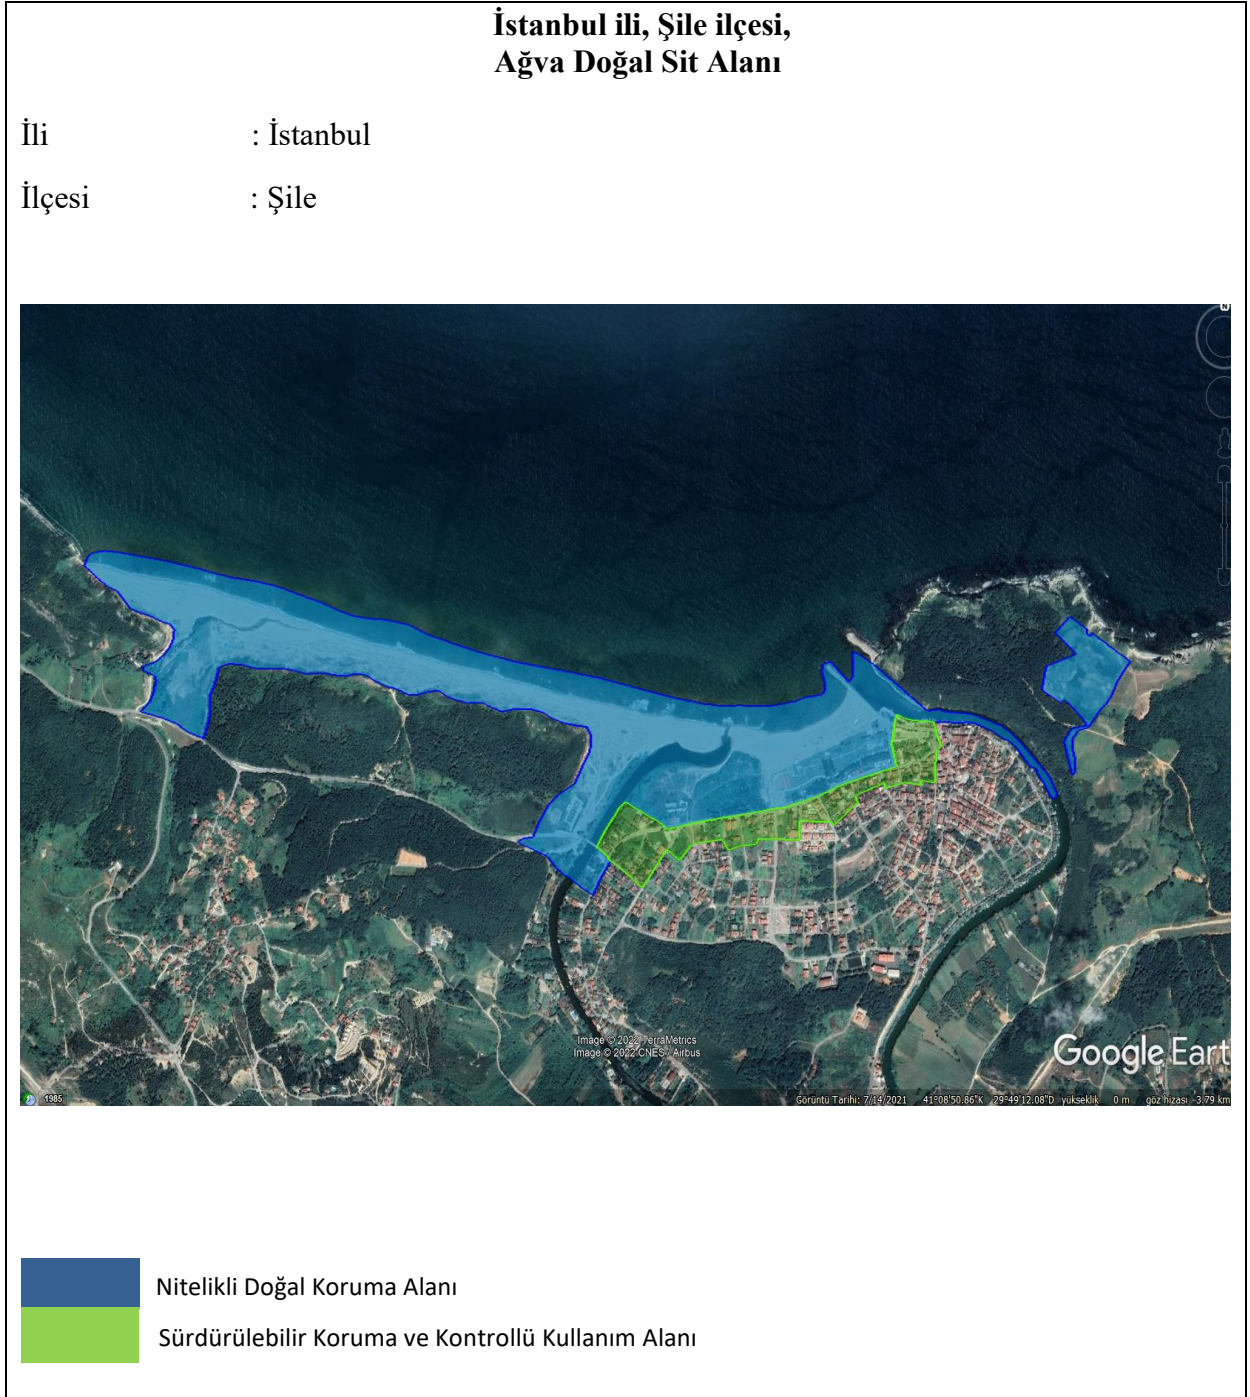 İstanbul ili, Şile ilçesi,
Ağva Doğal Sit Alanı
İli : İstanbul
İlçesi : Şile
N
Image © 2022 TerraMetrics
Image © 2022 CNES / Airbus
Google Eart
1985
Görüntü Tarihi: 7/14/2021 41°08'50.86"K 29°49'12.08"D yükseklik 0 m göz hizası 3.79 km
Nitelikli Doğal Koruma Alanı
Sürdürülebilir Koruma ve Kontrollü Kullanım Alanı